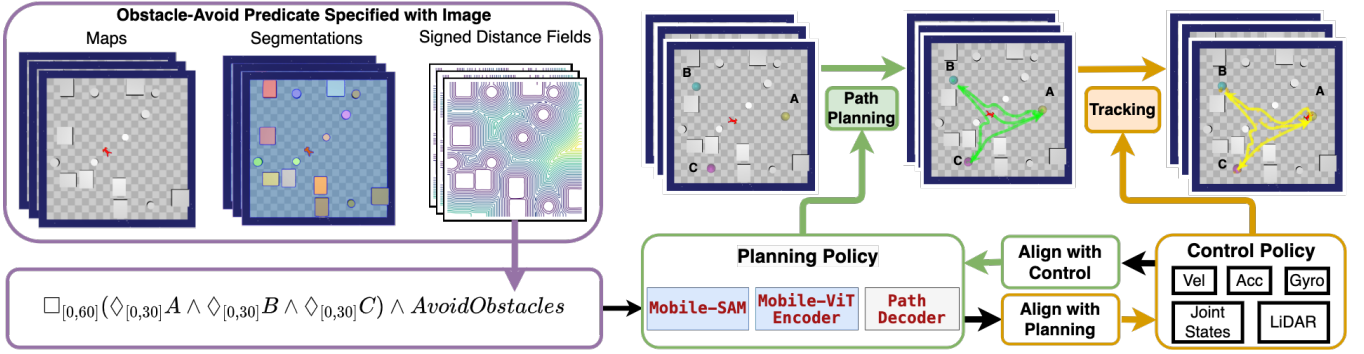 Obstacle-Avoid Predicate Specified with Image
Maps
Segmentations
Signed Distance Fields
□[0,60](◊[0,30]A ∧ ◊[0,30]B ∧ ◊[0,30]C) ∧ AvoidObstacles
B
A
C
Path
Planning
B
A
C
Tracking
B
A
C
Planning Policy
Mobile-SAM
Mobile-ViT
Encoder
Path
Decoder
Align with
Control
Align with
Planning
Control Policy
Vel
Acc
Gyro
Joint
States
LiDAR